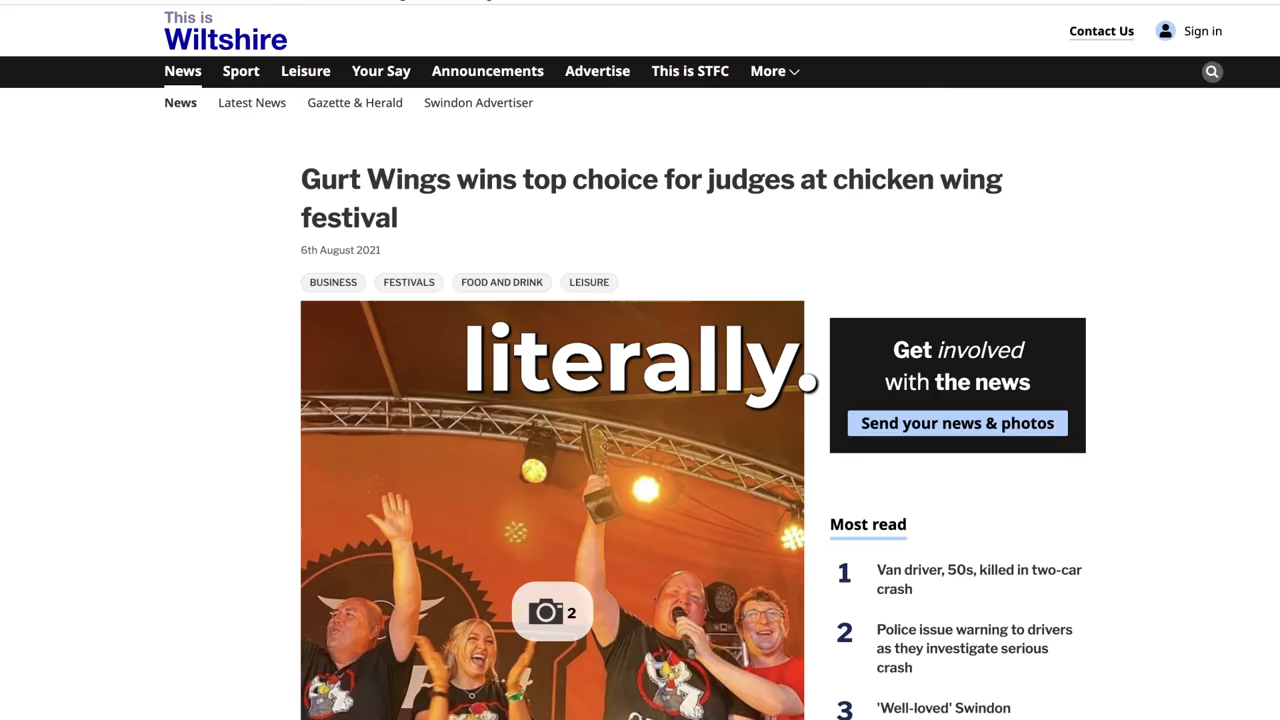 This is
Wiltshire
Contact Us
Sign in
News Sport Leisure Your Say Announcements Advertise This is STFC More
News Latest News Gazette & Herald Swindon Advertiser
Gurt Wings wins top choice for judges at chicken wing
festival
6th August 2021
BUSINESS FESTIVALS FOOD AND DRINK LEISURE
literally.
Get involved
with the news
Send your news & photos
2
Most read
1 Van driver, 50s, killed in two-car
crash
2 Police issue warning to drivers
as they investigate serious
crash
3 'Well-loved' Swindon